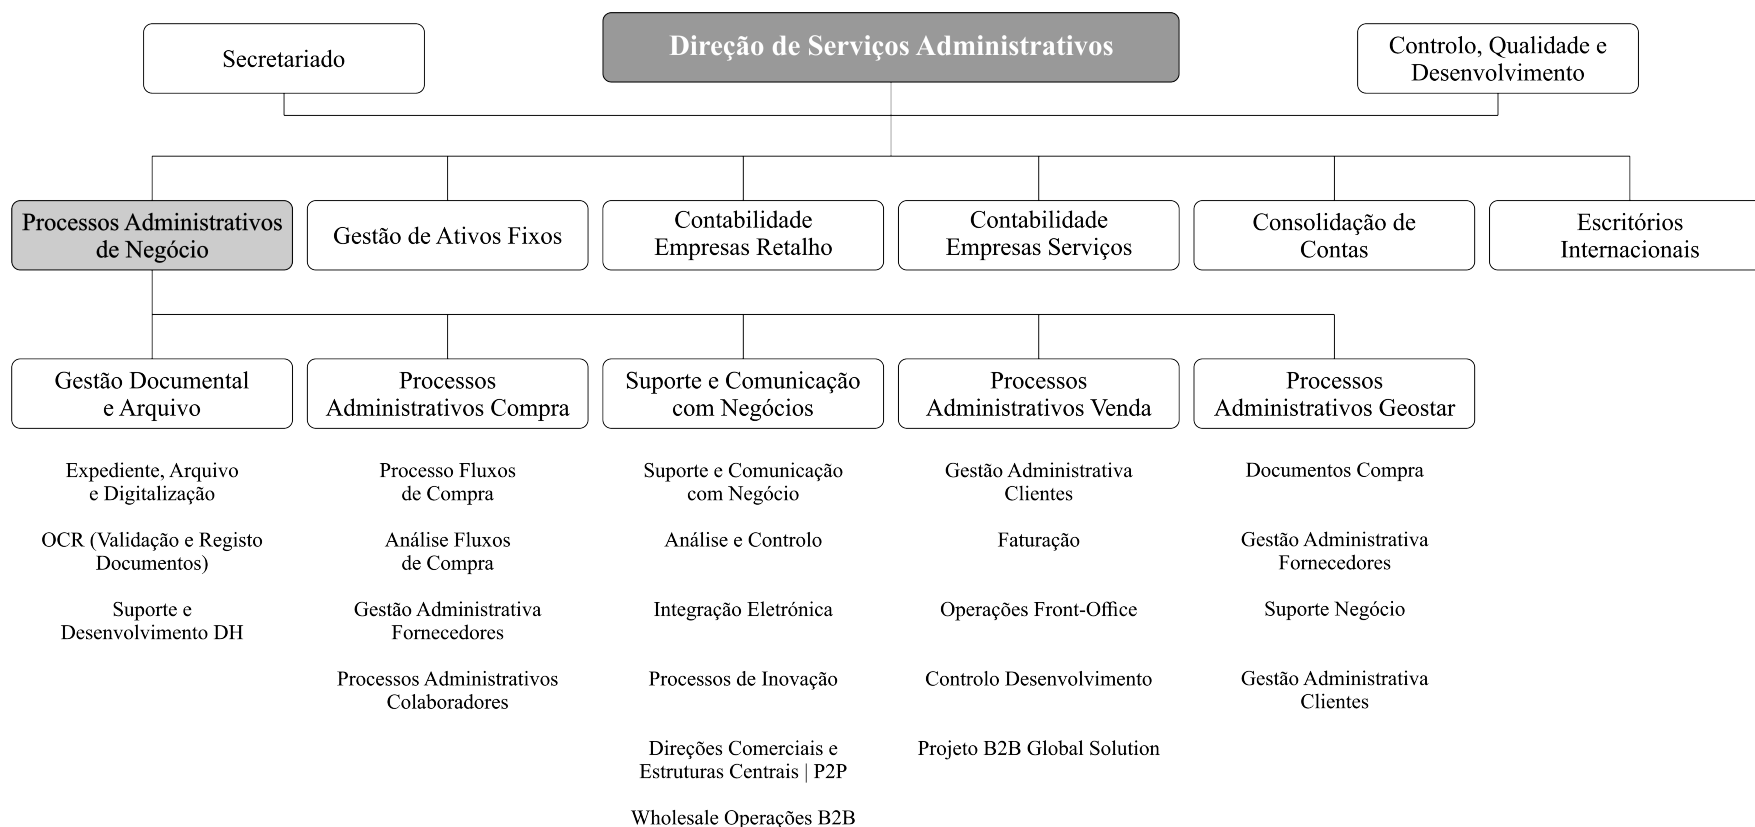 Secretariado
Direção de Serviços Administrativos
Controlo, Qualidade e
Desenvolvimento
Processos Administrativos
de Negócio
Gestão de Ativos Fixos
Contabilidade
Empresas Retalho
Contabilidade
Empresas Serviços
Consolidação de
Contas
Escritórios
Internacionais
Gestão Documental
e Arquivo
Processos
Administrativos Compra
Suporte e Comunicação
com Negócios
Processos
Administrativos Venda
Processos
Administrativos Geostar
Expediente, Arquivo
e Digitalização
OCR (Validação e Registo
Documentos)
Suporte e
Desenvolvimento DH
Processo Fluxos
de Compra
Análise Fluxos
de Compra
Gestão Administrativa
Fornecedores
Processos Administrativos
Colaboradores
Suporte e Comunicação
com Negócio
Análise e Controlo
Integração Eletrónica
Processos de Inovação
Direções Comerciais e
Estruturas Centrais | P2P
Wholesale Operações B2B
Gestão Administrativa
Clientes
Faturação
Operações Front-Office
Controlo Desenvolvimento
Projeto B2B Global Solution
Documentos Compra
Gestão Administrativa
Fornecedores
Suporte Negócio
Gestão Administrativa
Clientes